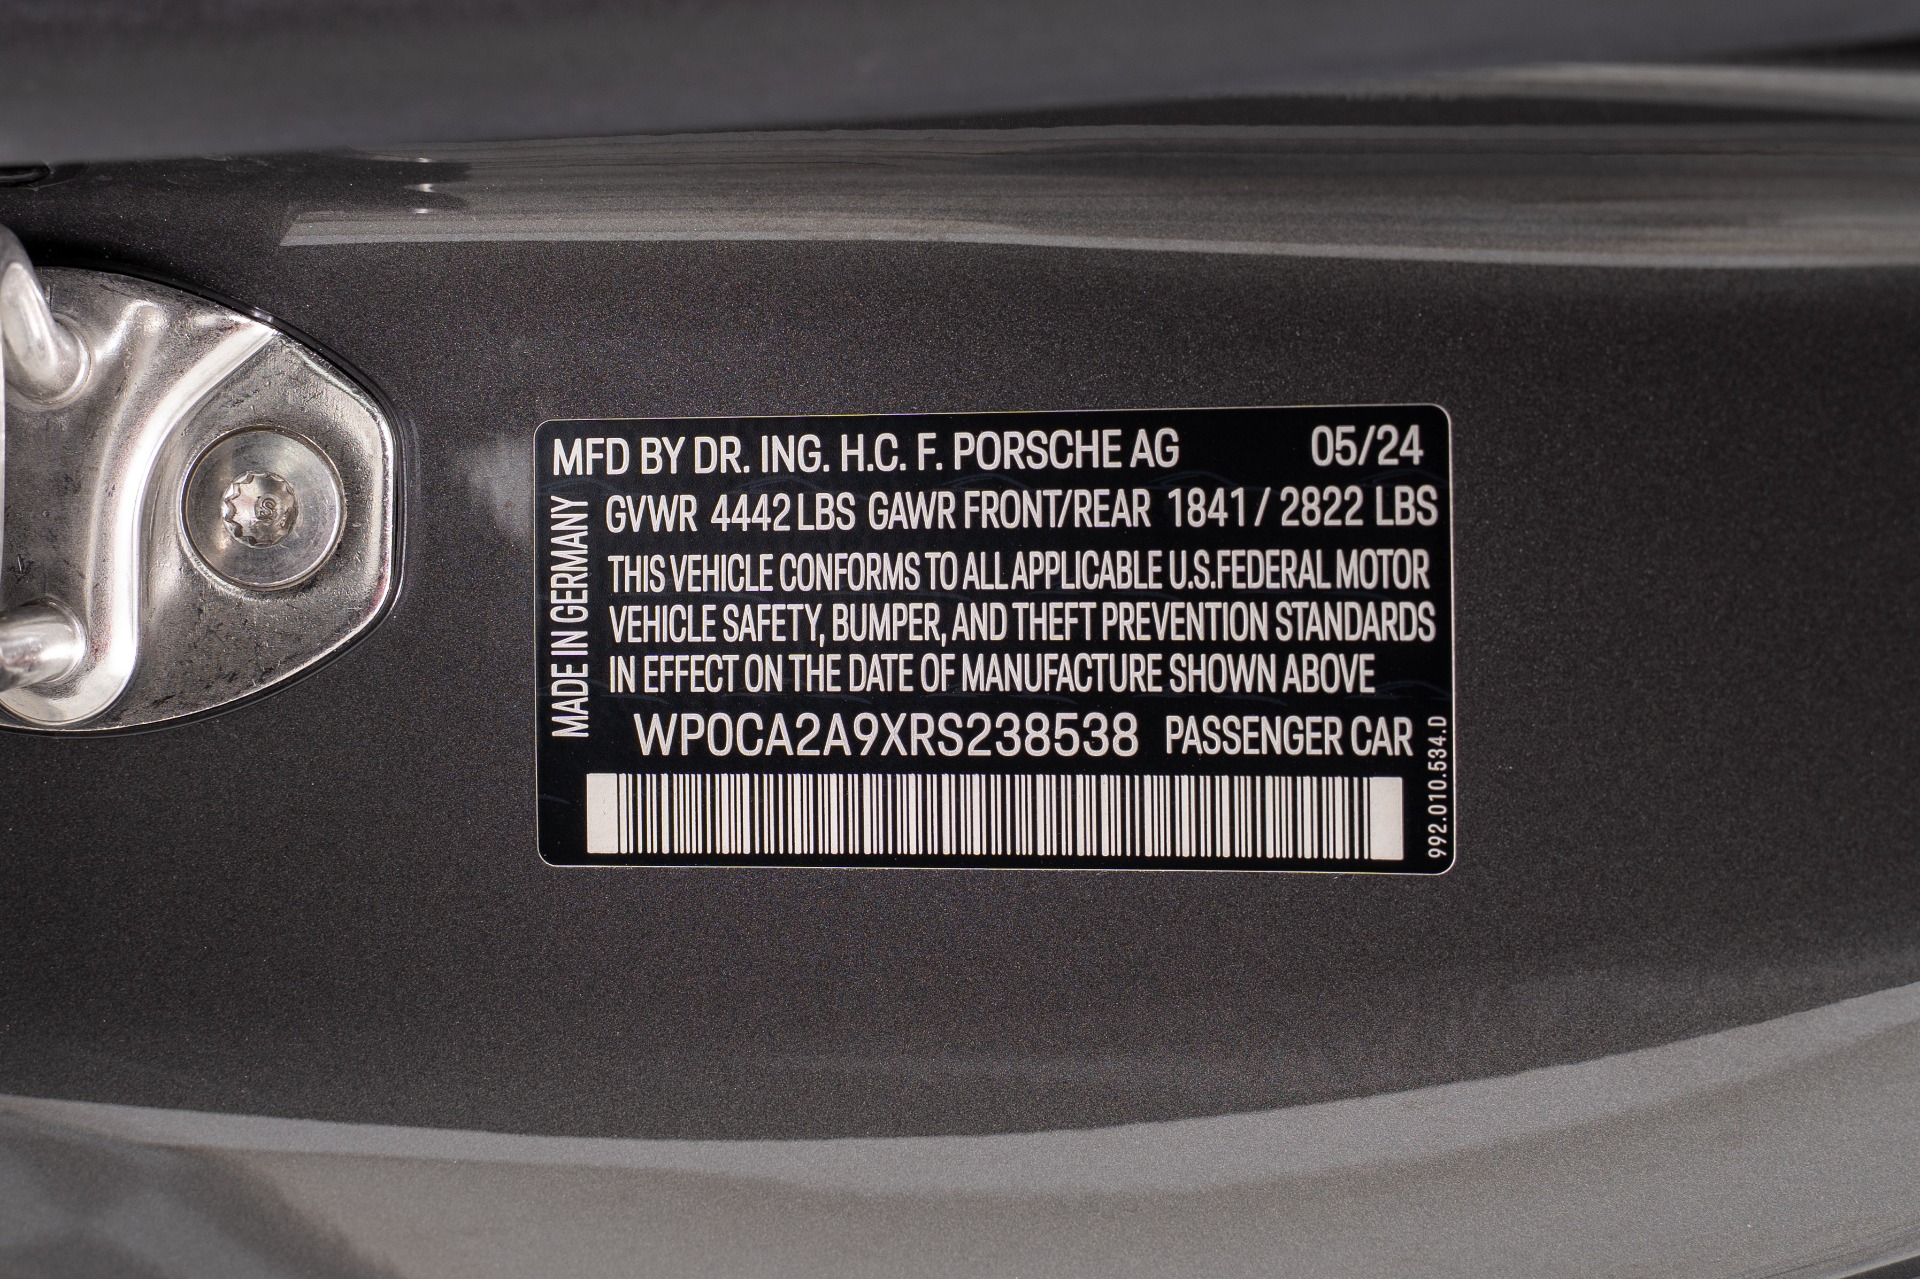 MFD BY DR. ING. H.C. F. PORSCHE AG 05/24
GVWR 4442 LBS GAWR FRONT/REAR 1841 / 2822 LBS
THIS VEHICLE CONFORMS TO ALL APPLICABLE U.S.FEDERAL MOTOR
VEHICLE SAFETY, BUMPER, AND THEFT PREVENTION STANDARDS
IN EFFECT ON THE DATE OF MANUFACTURE SHOWN ABOVE
WP0CA2A9XRS238538 PASSENGER CAR
MADE IN GERMANY
992.010.534.D